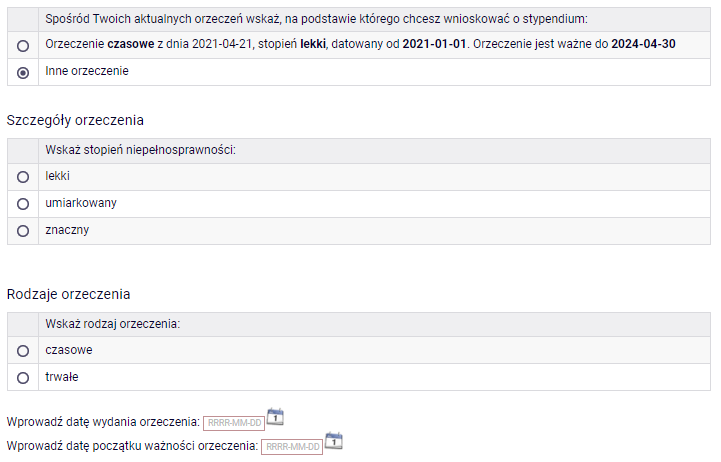 Spośród Twoich aktualnych orzeczeń wskaż, na podstawie którego chcesz wnioskować o stypendium:
Orzeczenie czasowe z dnia 2021-04-21, stopień lekki, datowany od 2021-01-01. Orzeczenie jest ważne do 2024-04-30
Inne orzeczenie
Szczegóły orzeczenia
Wskaż stopień niepełnosprawności:
lekki
umiarkowany
znaczny
Rodzaje orzeczenia
Wskaż rodzaj orzeczenia:
czasowe
trwałe
Wprowadź datę wydania orzeczenia: RRRR-MM-DD 1
Wprowadź datę początku ważności orzeczenia: RRRR-MM-DD 1